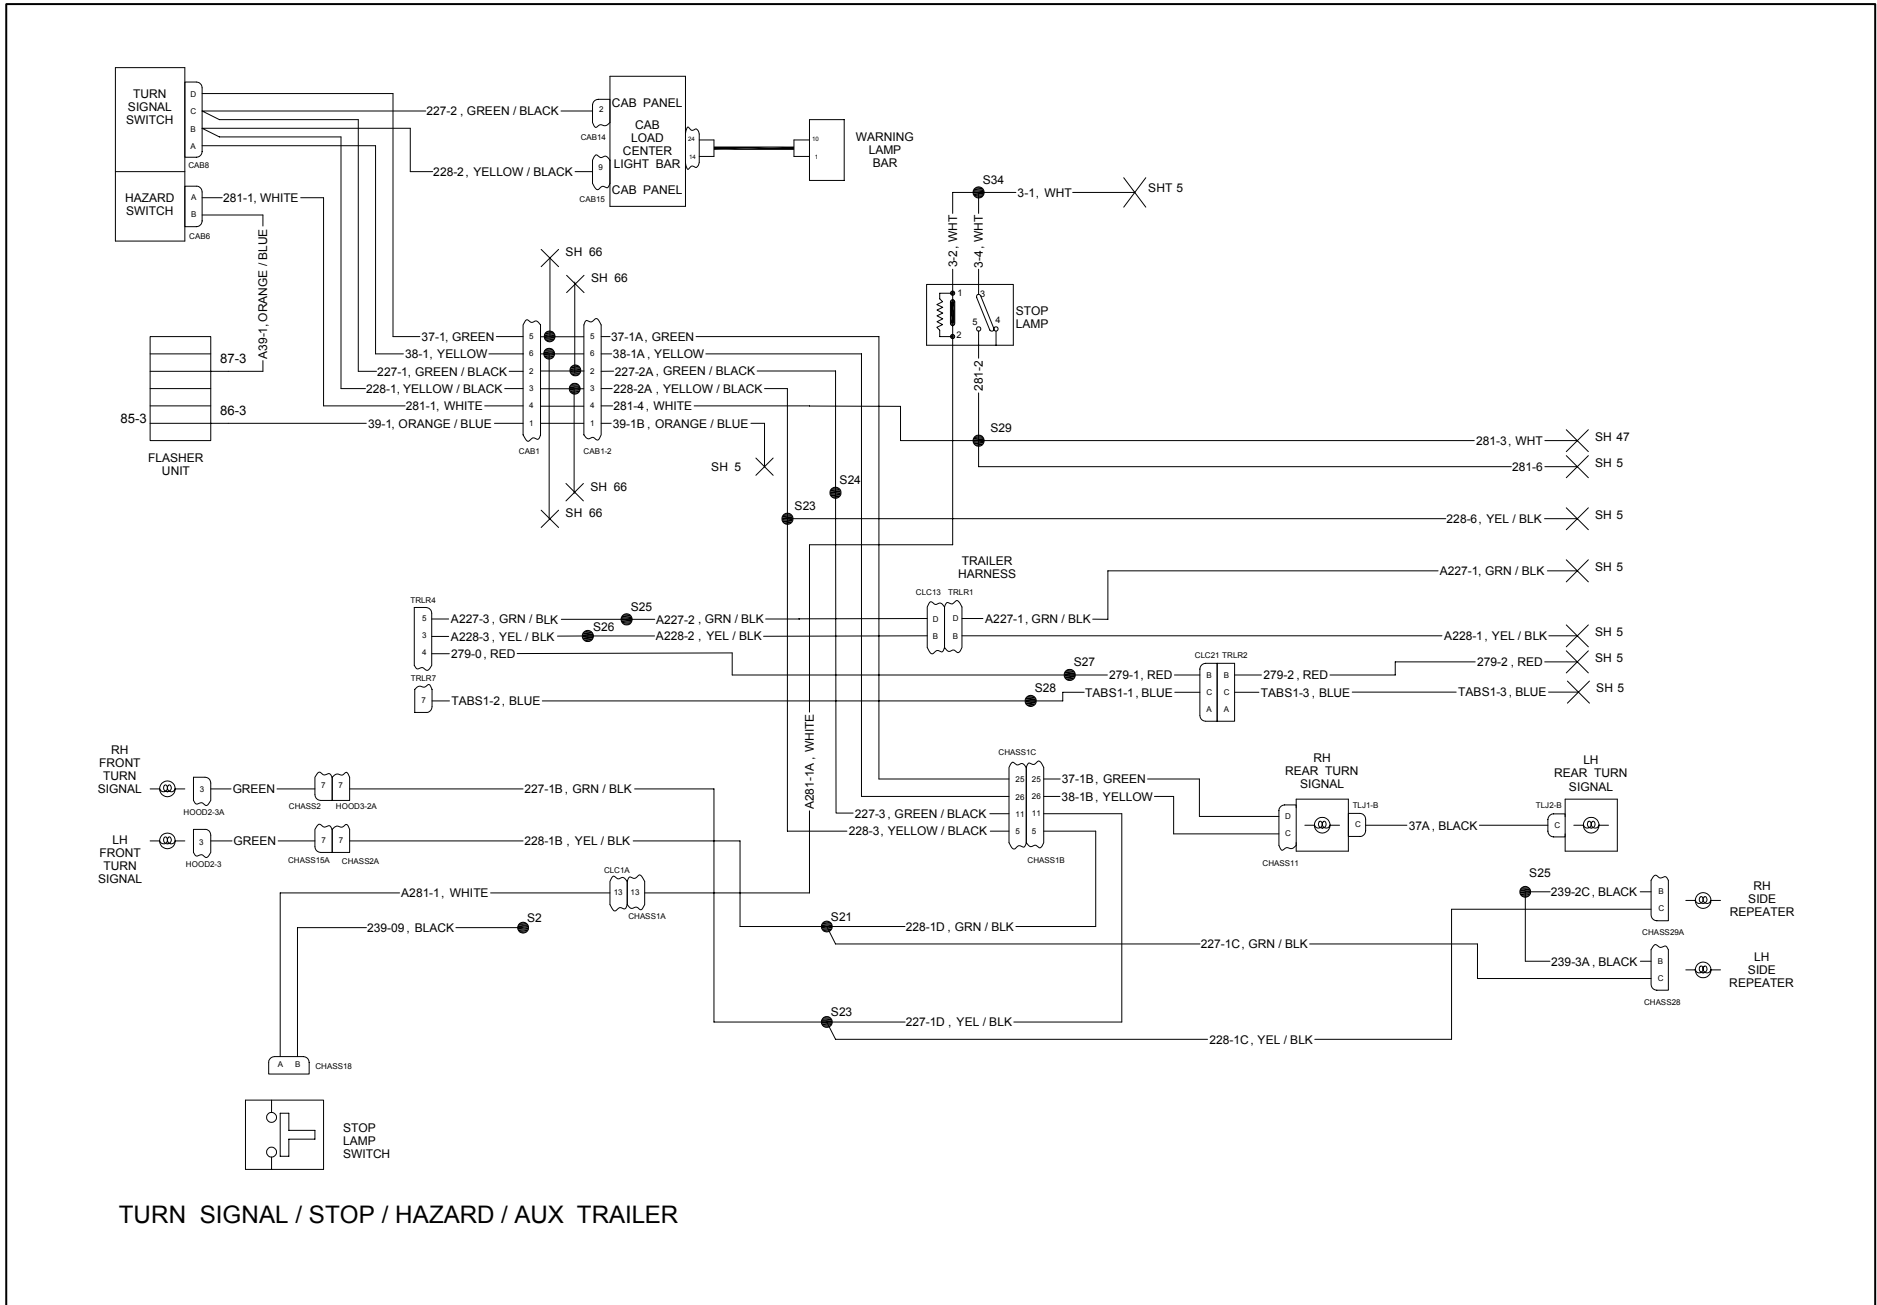 TURN
SIGNAL
SWITCH
D
C
B
A
CAB8
HAZARD
SWITCH
A
B
CAB6
281-1, WHITE
A39-1, ORANGE / BLUE
227-2 , GREEN / BLACK
228-2 , YELLOW / BLACK
2
CAB14
9
CAB15
CAB PANEL
CAB
LOAD
CENTER
LIGHT BAR
CAB PANEL
24
14
10
1
WARNING
LAMP
BAR
S34
3-1, WHT
SHT 5
3-2, WHT
3-4, WHT
1
2
3
5
4
STOP
LAMP
281-2
SH 66
SH 66
37-1, GREEN
38-1, YELLOW
227-1, GREEN / BLACK
228-1, YELLOW / BLACK
281-1, WHITE
39-1, ORANGE / BLUE
5
6
2
3
4
1
CAB1
5
6
2
3
4
1
CAB1-2
37-1A, GREEN
38-1A, YELLOW
227-2A, GREEN / BLACK
228-2A , YELLOW / BLACK
281-4, WHITE
39-1B, ORANGE / BLUE
SH 5
SH 66
SH 66
87-3
86-3
85-3
FLASHER
UNIT
S29
281-3, WHT
SH 47
281-6
SH 5
S24
S23
228-6, YEL / BLK
SH 5
TRAILER
HARNESS
A227-1, GRN / BLK
SH 5
TRLR4
5
3
4
A227-3, GRN / BLK
S25
A227-2 , GRN / BLK
A228-3, YEL / BLK
S26
A228-2 , YEL / BLK
279-0, RED
CLC13
TRLR1
D
B
D
B
A227-1, GRN / BLK
A228-1, YEL / BLK
SH 5
TRLR7
7
TABS1-2, BLUE
S28
S27
279-1, RED
TABS1-1, BLUE
CLC21
TRLR2
B
C
A
B
C
A
279-2, RED
TABS1-3, BLUE
279-2 , RED
SH 5
TABS1-3, BLUE
SH 5
A281-1A , WHITE
RH
FRONT
TURN
SIGNAL
3
HOOD2-3A
GREEN
7
7
CHASS2
HOOD3-2A
227-1B, GRN / BLK
LH
FRONT
TURN
SIGNAL
3
HOOD2-3
GREEN
7
7
CHASS15A
CHASS2A
228-1B , YEL / BLK
CHASS1C
25
26
11
5
25
26
11
5
CHASS1B
227-3, GREEN / BLACK
228-3, YELLOW / BLACK
37-1B, GREEN
38-1B, YELLOW
RH
REAR TURN
SIGNAL
D
C
CHASS11
TLJ1-B
C
37A, BLACK
LH
REAR TURN
SIGNAL
TLJ2-B
C
A281-1, WHITE
CLC1A
13
13
CHASS1A
239-09, BLACK
S2
S21
228-1D, GRN / BLK
227-1C, GRN / BLK
S23
227-1D , YEL / BLK
228-1C, YEL / BLK
S25
239-2C, BLACK
B
C
CHASS29A
RH
SIDE
REPEATER
239-3A, BLACK
B
C
CHASS28
LH
SIDE
REPEATER
A
B
CHASS18
STOP
LAMP
SWITCH
TURN SIGNAL / STOP / HAZARD / AUX TRAILER